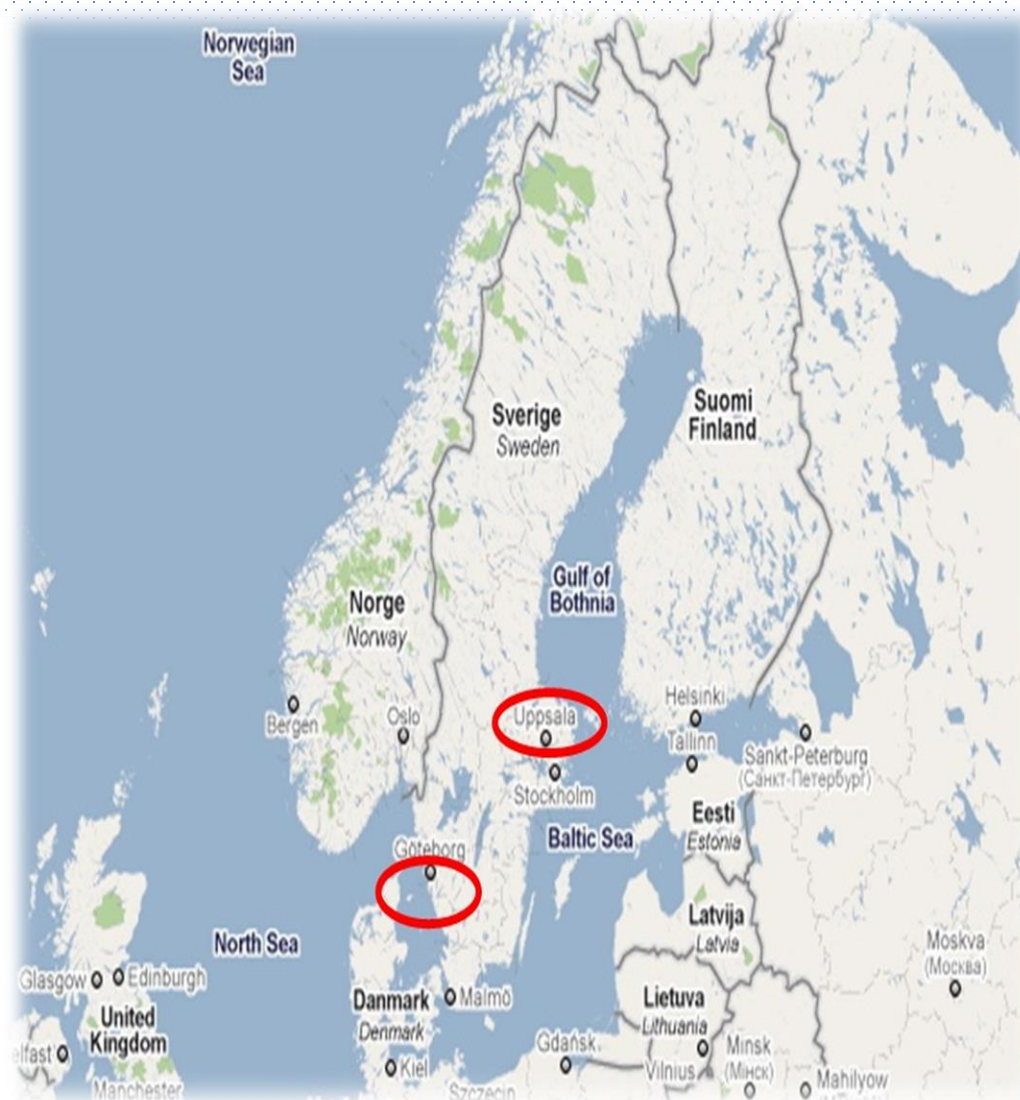 Norwegian
Sea
Sverige
Sweden
Suomi
Finland
Gulf of
Bothnia
Norge
Norway
Bergen
Oslo
Uppsala
Stockholm
Helsinki
Tallinn
Sankt-Peterburg
(Санкт-Петербург)
Eesti
Estonia
Baltic Sea
Göteborg
Latvija
Latvia
North Sea
Moskva
(Москва)
Glasgow
Edinburgh
United
Kingdom
Danmark
Denmark
Malmö
Lietuva
Lithuania
elfast
Kiel
Gdańsk
Vilnius
Minsk
(Мінск)
Manchester
Szczecin
Mahilyow